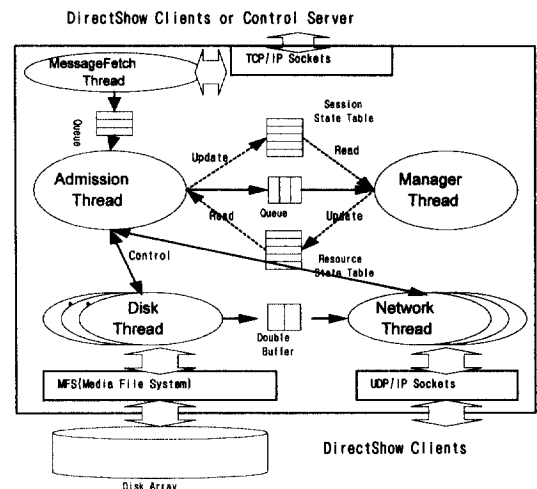 DirectShow Clients or Control Server
TCP/IP Sockets
MessageFetch
Thread
Queue
Session
State Table
Update
Read
Admission
Thread
Queue
Manager
Thread
Read
Update
Resource
State Table
Control
Disk
Thread
Double
Buffer
Network
Thread
MFS(Media File System)
UDP/IP Sockets
DirectShow Clients
Disk Array